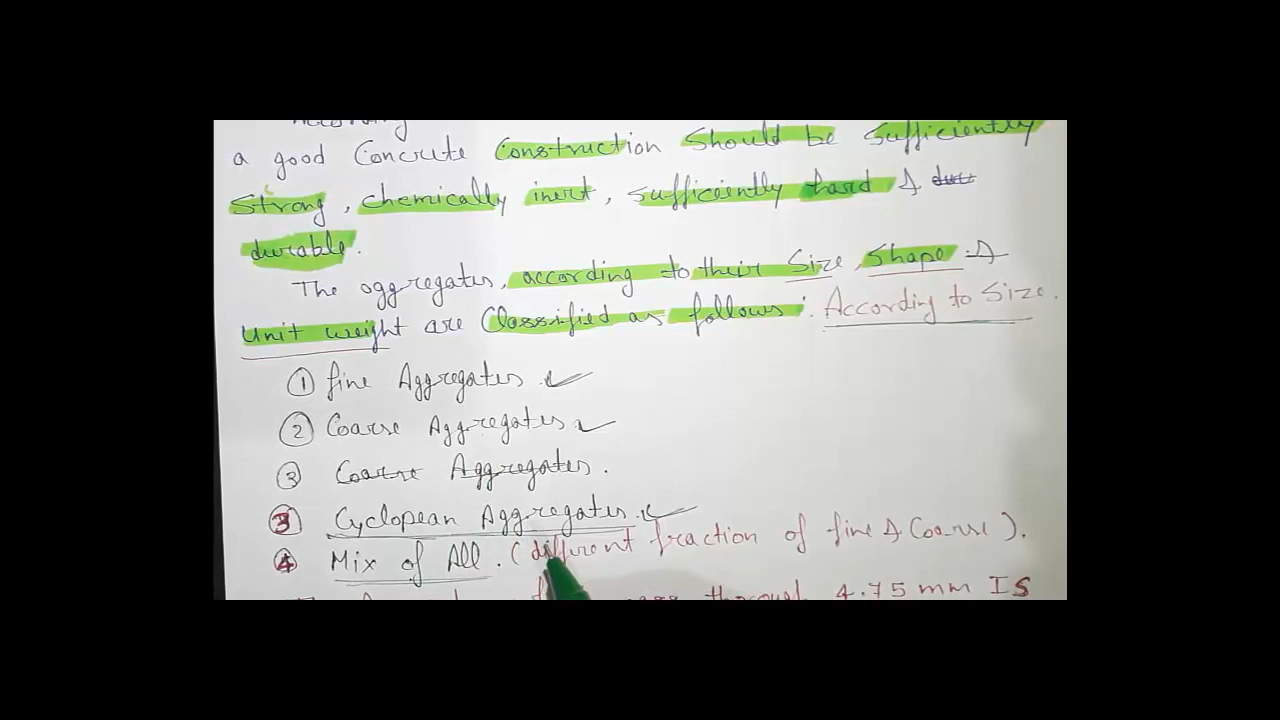 According
a good Concrete Construction Should be Sufficiently
Strong, chemically inert, sufficiently hard &
durable.
The aggregates, according to their Size, shape &
Unit weight are Classified as follows: According to Size.
① fine Aggregates.
② Coarse Aggregates
③ Coarse Aggregates.
③ Cyclopean Aggregates.
④ Mix of All. (different fraction of fine & Coarse).
through 4.75 mm IS